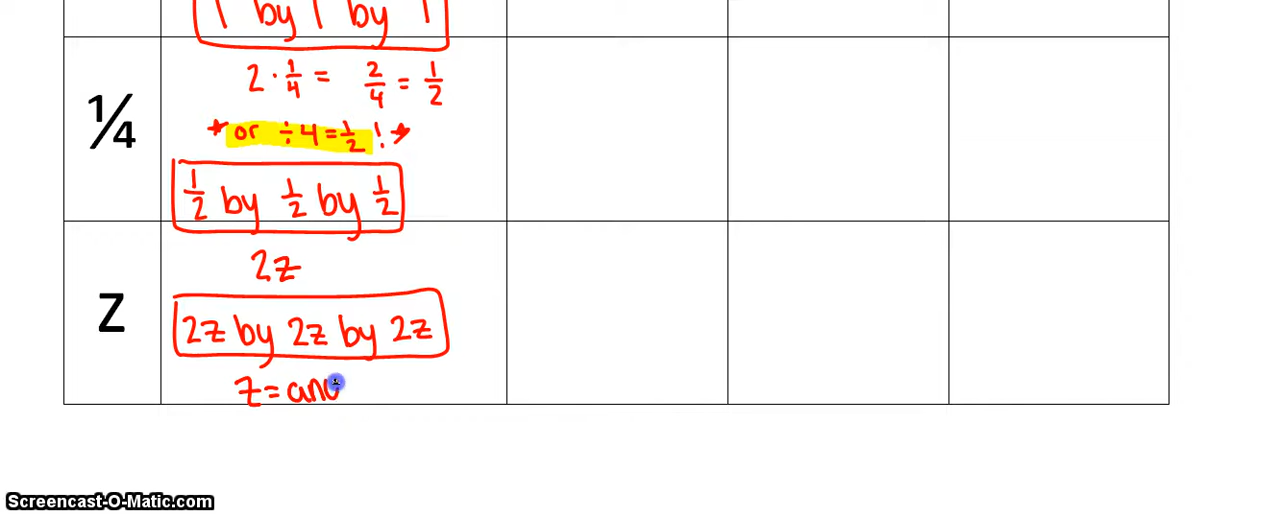 1 by 1 by 1
¼
2 · 1/4 = 2/4 = 1/2
* or ÷ 4 = 1/2 ! *
1/2 by 1/2 by 1/2
z
2z
2z by 2z by 2z
z =
Screencast-O-Matic.com